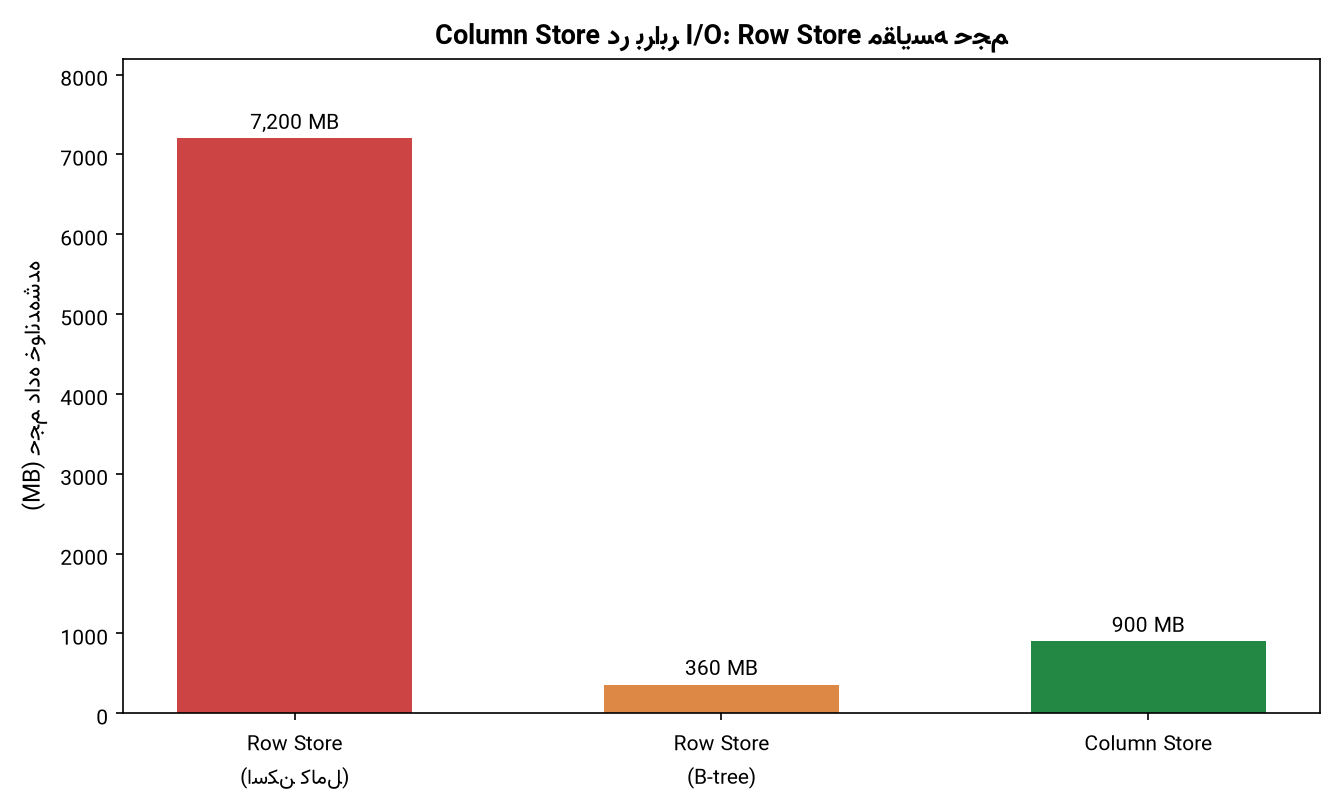 مقایسه حجم I/O: Row Store در برابر Column Store
حجم داده خوانده‌شده (MB)
8000
7000
6000
5000
4000
3000
2000
1000
0
7,200 MB
360 MB
900 MB
Row Store
(اسکن کامل)
Row Store
(B-tree)
Column Store